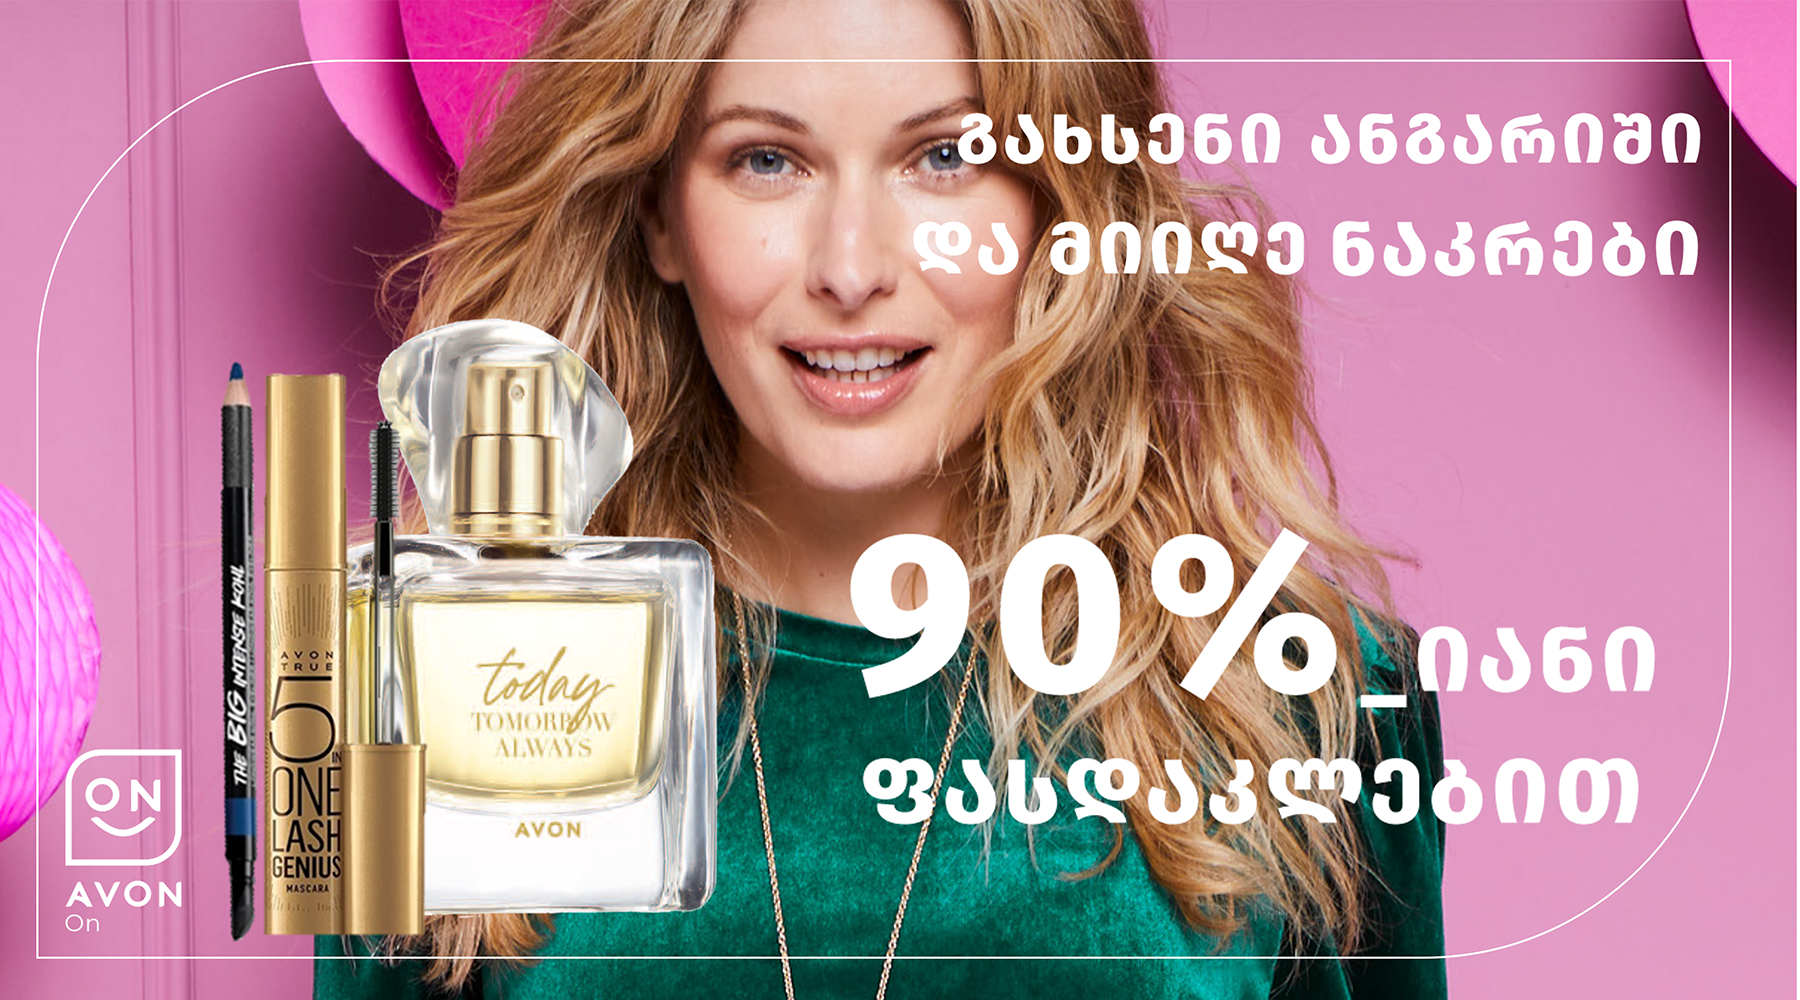 გახსენი ანგარიში
და მიიღე ნაკრები
90%_იანი
ფასდაკლებით
THE BIG INTENSE KOHL
AVON
TRUE
5
IN
ONE
LASH
GENIUS
MASCARA
today
TOMORROW
ALWAYS
AVON
ON
AVON
On